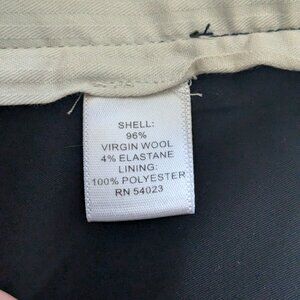 SHELL:
96%
VIRGIN WOOL
4% ELASTANE
LINING:
100% POLYESTER
RN 54023